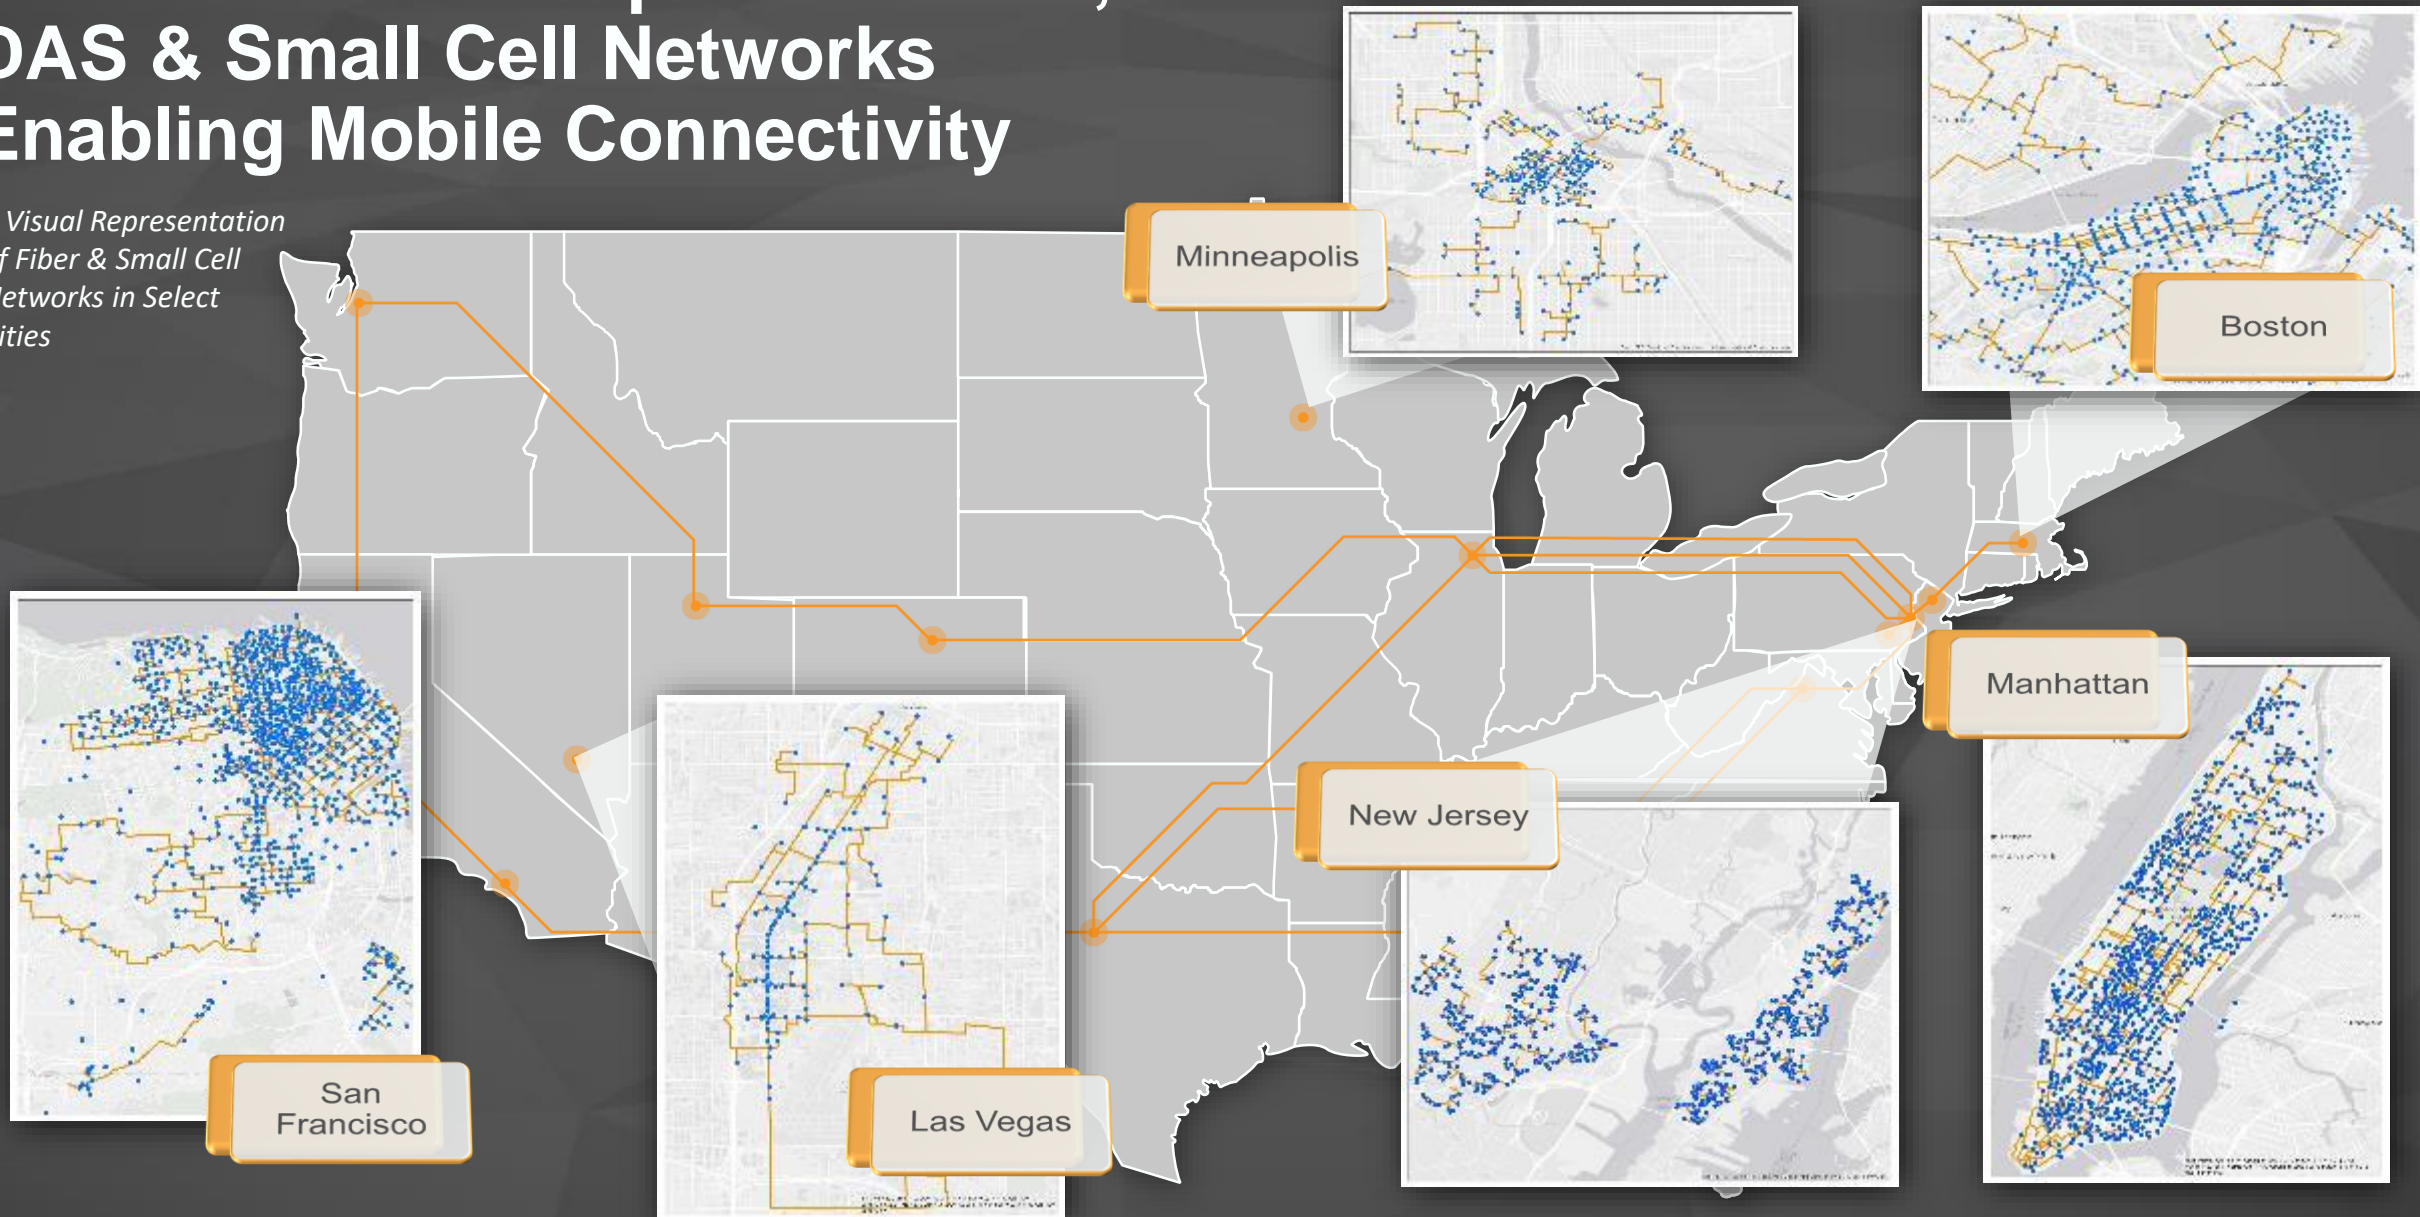 DAS & Small Cell Networks
Enabling Mobile Connectivity
Visual Representation
f Fiber & Small Cell
Networks in Select
ities
Minneapolis
Boston
Manhattan
New Jersey
San
Francisco
Las Vegas